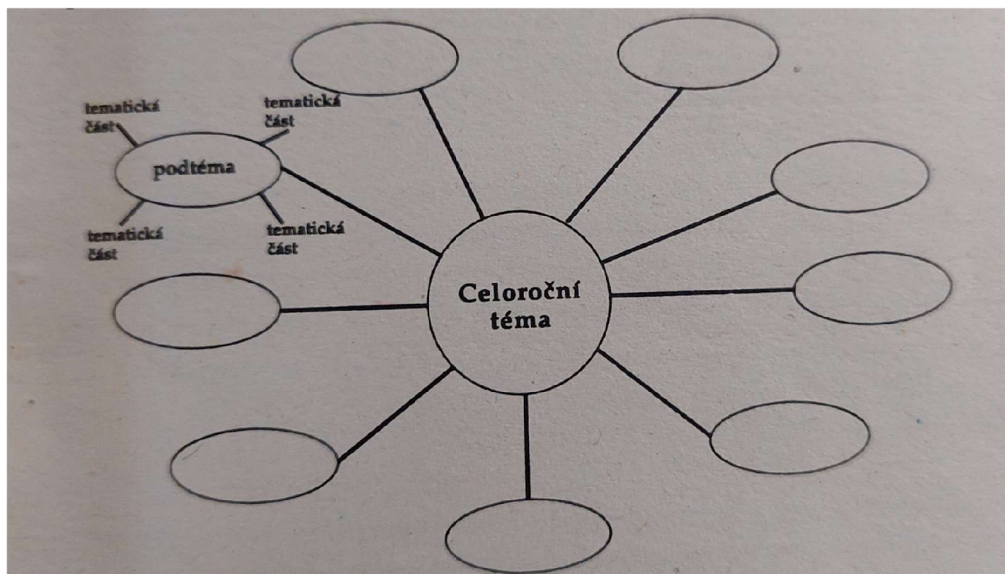 tematická
část
tematická
část
podtéma
tematická
část
tematická
část
Celoroční
téma